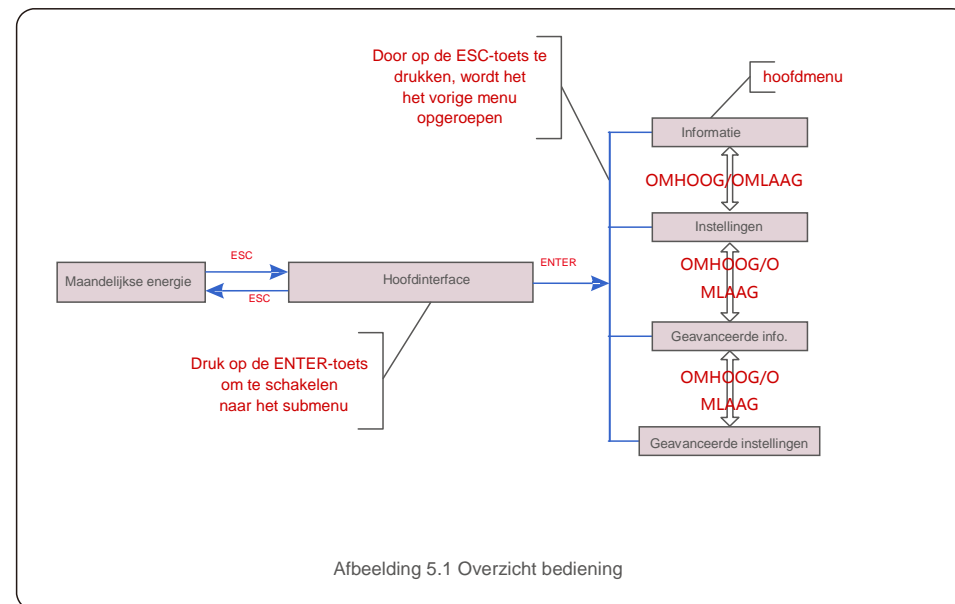 Door op de ESC-toets te
drukken, wordt het
het vorige menu
opgeroepen
hoofdmenu
Informatie
OMHOOG/OMLAAG
Instellingen
OMHOOG/O
MLAAG
Geavanceerde info.
OMHOOG/O
MLAAG
Geavanceerde instellingen
Maandelijkse energie
ESC
ESC
Hoofdinterface
ENTER
Druk op de ENTER-toets
om te schakelen
naar het submenu
Afbeelding 5.1 Overzicht bediening